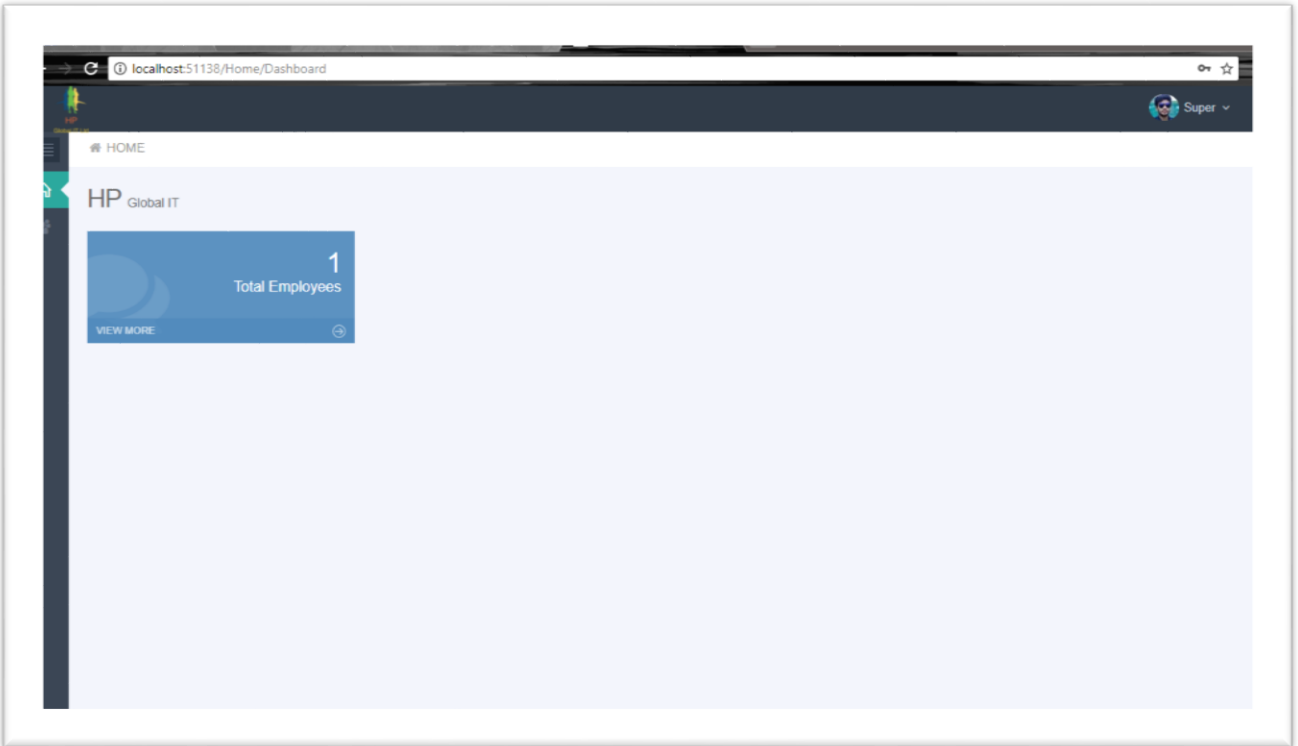 localhost:51138/Home/Dashboard
HP
Super
HOME
HP Global IT
1
Total Employees
VIEW MORE